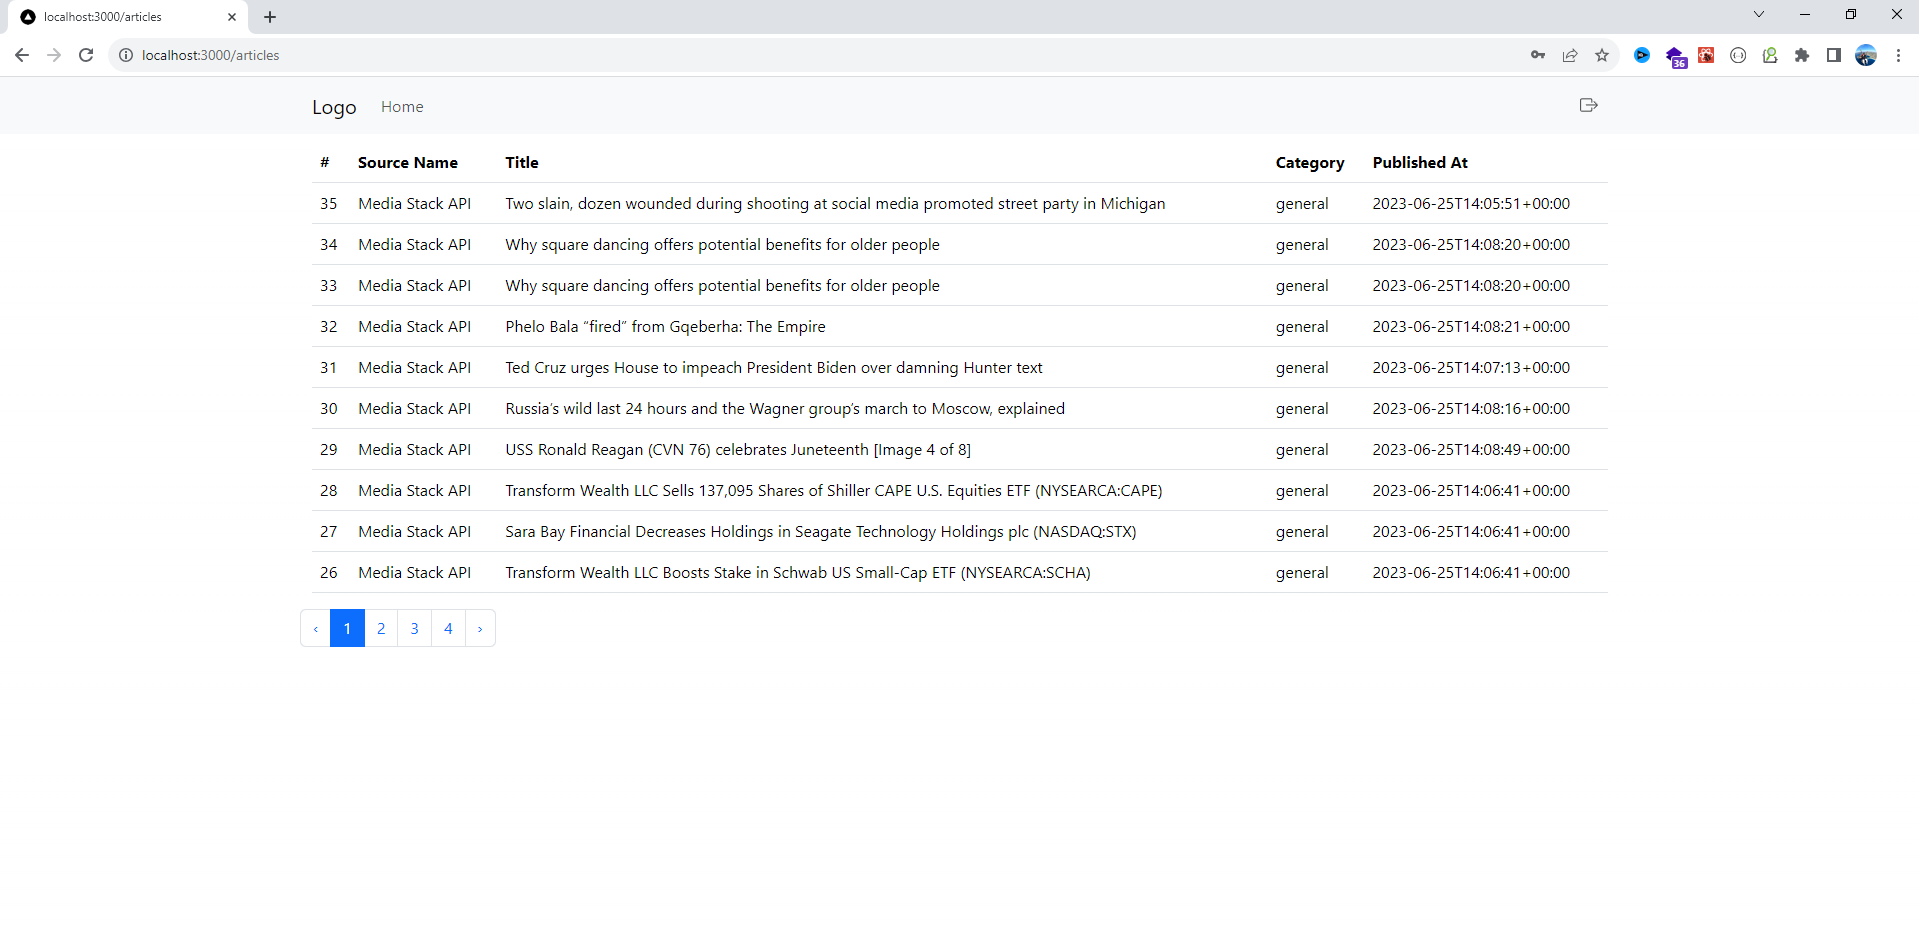 localhost:3000/articles
localhost:3000/articles
36
Logo Home
# Source Name Title Category Published At
35 Media Stack API Two slain, dozen wounded during shooting at social media promoted street party in Michigan general 2023-06-25T14:05:51+00:00
34 Media Stack API Why square dancing offers potential benefits for older people general 2023-06-25T14:08:20+00:00
33 Media Stack API Why square dancing offers potential benefits for older people general 2023-06-25T14:08:20+00:00
32 Media Stack API Phelo Bala “fired” from Gqeberha: The Empire general 2023-06-25T14:08:21+00:00
31 Media Stack API Ted Cruz urges House to impeach President Biden over damning Hunter text general 2023-06-25T14:07:13+00:00
30 Media Stack API Russia’s wild last 24 hours and the Wagner group’s march to Moscow, explained general 2023-06-25T14:08:16+00:00
29 Media Stack API USS Ronald Reagan (CVN 76) celebrates Juneteenth [Image 4 of 8] general 2023-06-25T14:08:49+00:00
28 Media Stack API Transform Wealth LLC Sells 137,095 Shares of Shiller CAPE U.S. Equities ETF (NYSEARCA:CAPE) general 2023-06-25T14:06:41+00:00
27 Media Stack API Sara Bay Financial Decreases Holdings in Seagate Technology Holdings plc (NASDAQ:STX) general 2023-06-25T14:06:41+00:00
26 Media Stack API Transform Wealth LLC Boosts Stake in Schwab US Small-Cap ETF (NYSEARCA:SCHA) general 2023-06-25T14:06:41+00:00
‹ 1 2 3 4 ›